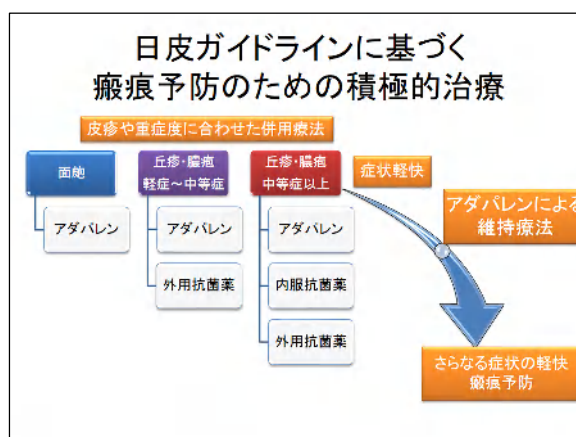 日皮ガイドラインに基づく
瘢痕予防のための積極的治療
皮疹や重症度に合わせた併用療法
面皰
アダパレン
丘疹・膿疱
軽症～中等症
アダパレン
外用抗菌薬
丘疹・膿疱
中等症以上
アダパレン
内服抗菌薬
外用抗菌薬
症状軽快
アダパレンによる
維持療法
さらなる症状の軽快
瘢痕予防